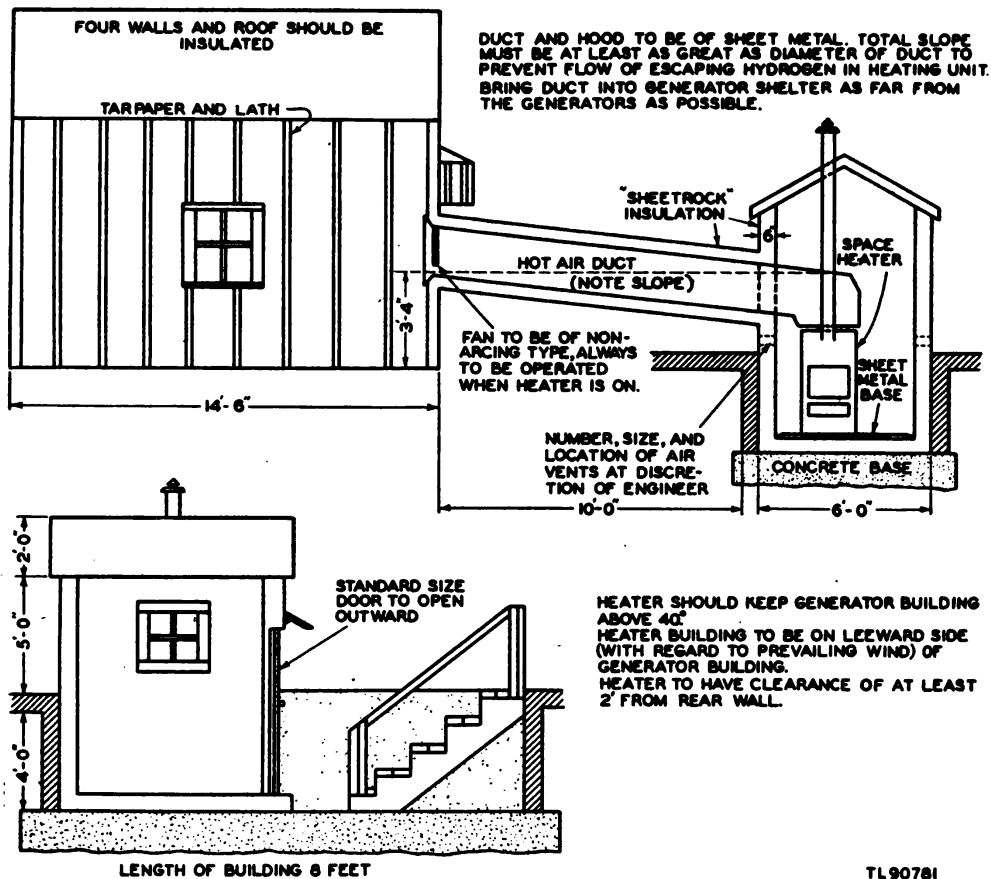 FOUR WALLS AND ROOF SHOULD BE
INSULATED
DUCT AND HOOD TO BE OF SHEET METAL. TOTAL SLOPE
MUST BE AT LEAST AS GREAT AS DIAMETER OF DUCT TO
PREVENT FLOW OF ESCAPING HYDROGEN IN HEATING UNIT.
BRING DUCT INTO GENERATOR SHELTER AS FAR FROM
THE GENERATORS AS POSSIBLE.
TARPAPER AND LATH
"SHEETROCK"
INSULATION
6"
SPACE
HEATER
HOT AIR DUCT
(NOTE SLOPE)
3'-4"
FAN TO BE OF NON-
ARCING TYPE, ALWAYS
TO BE OPERATED
WHEN HEATER IS ON.
SHEET
METAL
BASE
14'-6"
NUMBER, SIZE, AND
LOCATION OF AIR
VENTS AT DISCRE-
TION OF ENGINEER
CONCRETE BASE
10'-0"
6'-0"
2'-0"
5'-0"
4'-0"
STANDARD SIZE
DOOR TO OPEN
OUTWARD
HEATER SHOULD KEEP GENERATOR BUILDING
ABOVE 40°
HEATER BUILDING TO BE ON LEEWARD SIDE
(WITH REGARD TO PREVAILING WIND) OF
GENERATOR BUILDING.
HEATER TO HAVE CLEARANCE OF AT LEAST
2' FROM REAR WALL.
LENGTH OF BUILDING 8 FEET
TL90781